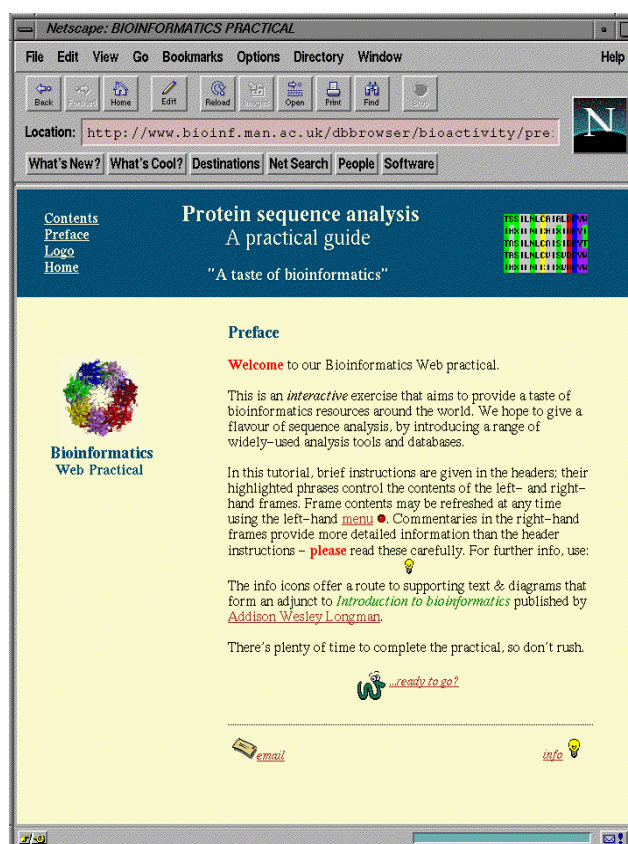 Netscape: BIOINFORMATICS PRACTICAL
File Edit View Go Bookmarks Options Directory Window Help
Back Forward Home Edit Reload Images Open Print Find Stop
Location: http://www.bioinf.man.ac.uk/dbbrowser/bioactivity/pre
N
What's New? What's Cool? Destinations Net Search People Software
Contents
Preface
Logo
Home
Protein sequence analysis
A practical guide
"A taste of bioinformatics"
Bioinformatics
Web Practical
Preface
Welcome to our Bioinformatics Web practical.
This is an interactive exercise that aims to provide a taste of
bioinformatics resources around the world. We hope to give a
flavour of sequence analysis, by introducing a range of
widely-used analysis tools and databases.
In this tutorial, brief instructions are given in the headers; their
highlighted phrases control the contents of the left- and right-
hand frames. Frame contents may be refreshed at any time
using the left-hand menu . Commentaries in the right-hand
frames provide more detailed information than the header
instructions - please read these carefully. For further info, use:
The info icons offer a route to supporting text & diagrams that
form an adjunct to Introduction to bioinformatics published by
Addison Wesley Longman.
There's plenty of time to complete the practical, so don't rush.
...ready to go?
email
info